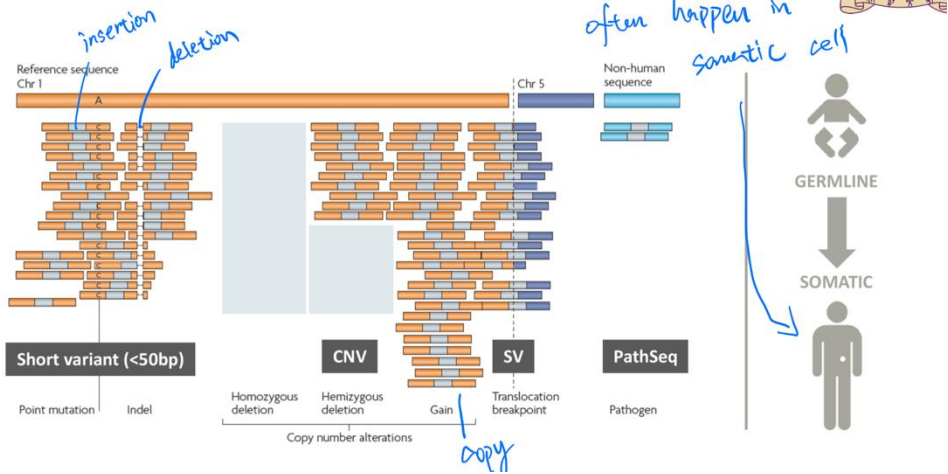 often happen in
somatic cell
insertion
deletion
Reference sequence
Chr 1
Chr 5
Non-human
sequence
A
GERMLINE
SOMATIC
Short variant (<50bp)
CNV
SV
PathSeq
Point mutation
Indel
Homozygous
deletion
Hemizygous
deletion
Gain
Translocation
breakpoint
Pathogen
Copy number alterations
copy